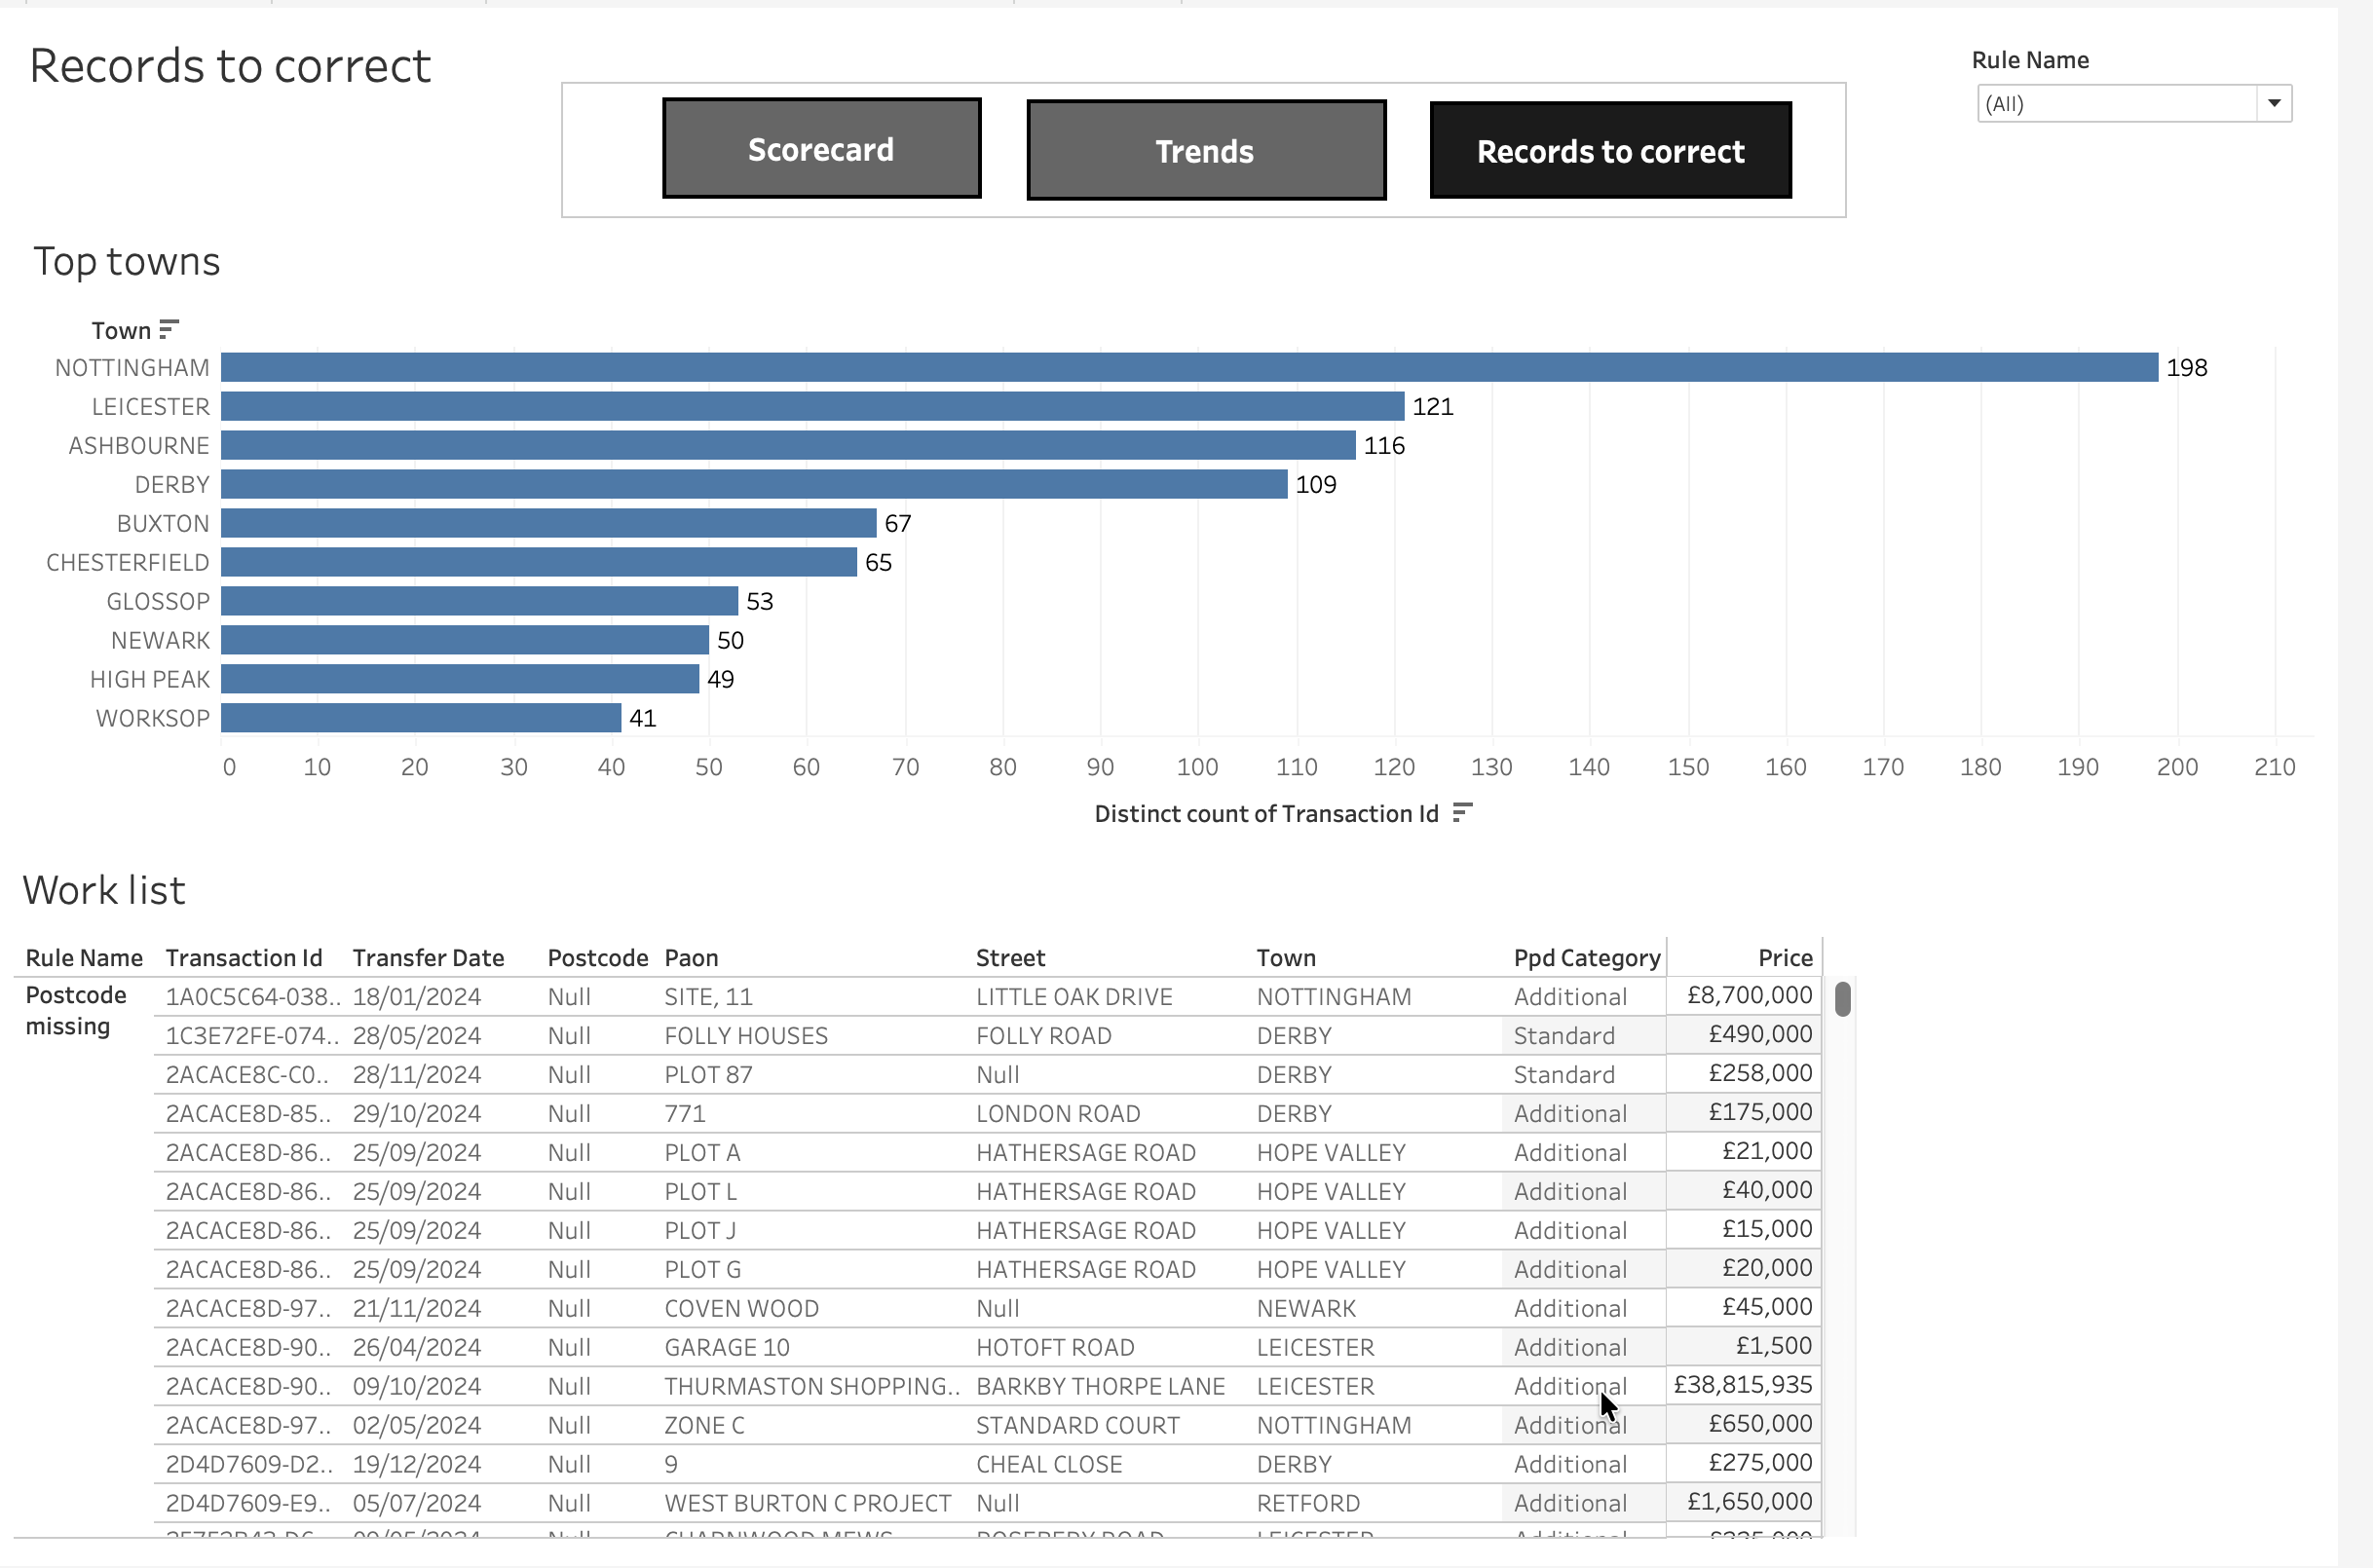 Records to correct
Rule Name
(All)
Scorecard
Trends
Records to correct
Top towns
Town
NOTTINGHAM 198
LEICESTER 121
ASHBOURNE 116
DERBY 109
BUXTON 67
CHESTERFIELD 65
GLOSSOP 53
NEWARK 50
HIGH PEAK 49
WORKSOP 41
0 10 20 30 40 50 60 70 80 90 100 110 120 130 140 150 160 170 180 190 200 210
Distinct count of Transaction Id
Work list
Rule Name Transaction Id Transfer Date Postcode Paon Street Town Ppd Category Price
Postcode missing
1A0C5C64-038.. 18/01/2024 Null SITE, 11 LITTLE OAK DRIVE NOTTINGHAM Additional £8,700,000
1C3E72FE-074.. 28/05/2024 Null FOLLY HOUSES FOLLY ROAD DERBY Standard £490,000
2ACACE8C-C0.. 28/11/2024 Null PLOT 87 Null DERBY Standard £258,000
2ACACE8D-85.. 29/10/2024 Null 771 LONDON ROAD DERBY Additional £175,000
2ACACE8D-86.. 25/09/2024 Null PLOT A HATHERSAGE ROAD HOPE VALLEY Additional £21,000
2ACACE8D-86.. 25/09/2024 Null PLOT L HATHERSAGE ROAD HOPE VALLEY Additional £40,000
2ACACE8D-86.. 25/09/2024 Null PLOT J HATHERSAGE ROAD HOPE VALLEY Additional £15,000
2ACACE8D-86.. 25/09/2024 Null PLOT G HATHERSAGE ROAD HOPE VALLEY Additional £20,000
2ACACE8D-97.. 21/11/2024 Null COVEN WOOD Null NEWARK Additional £45,000
2ACACE8D-90.. 26/04/2024 Null GARAGE 10 HOTOFT ROAD LEICESTER Additional £1,500
2ACACE8D-90.. 09/10/2024 Null THURMASTON SHOPPING.. BARKBY THORPE LANE LEICESTER Additional £38,815,935
2ACACE8D-97.. 02/05/2024 Null ZONE C STANDARD COURT NOTTINGHAM Additional £650,000
2D4D7609-D2.. 19/12/2024 Null 9 CHEAL CLOSE DERBY Additional £275,000
2D4D7609-E9.. 05/07/2024 Null WEST BURTON C PROJECT Null RETFORD Additional £1,650,000